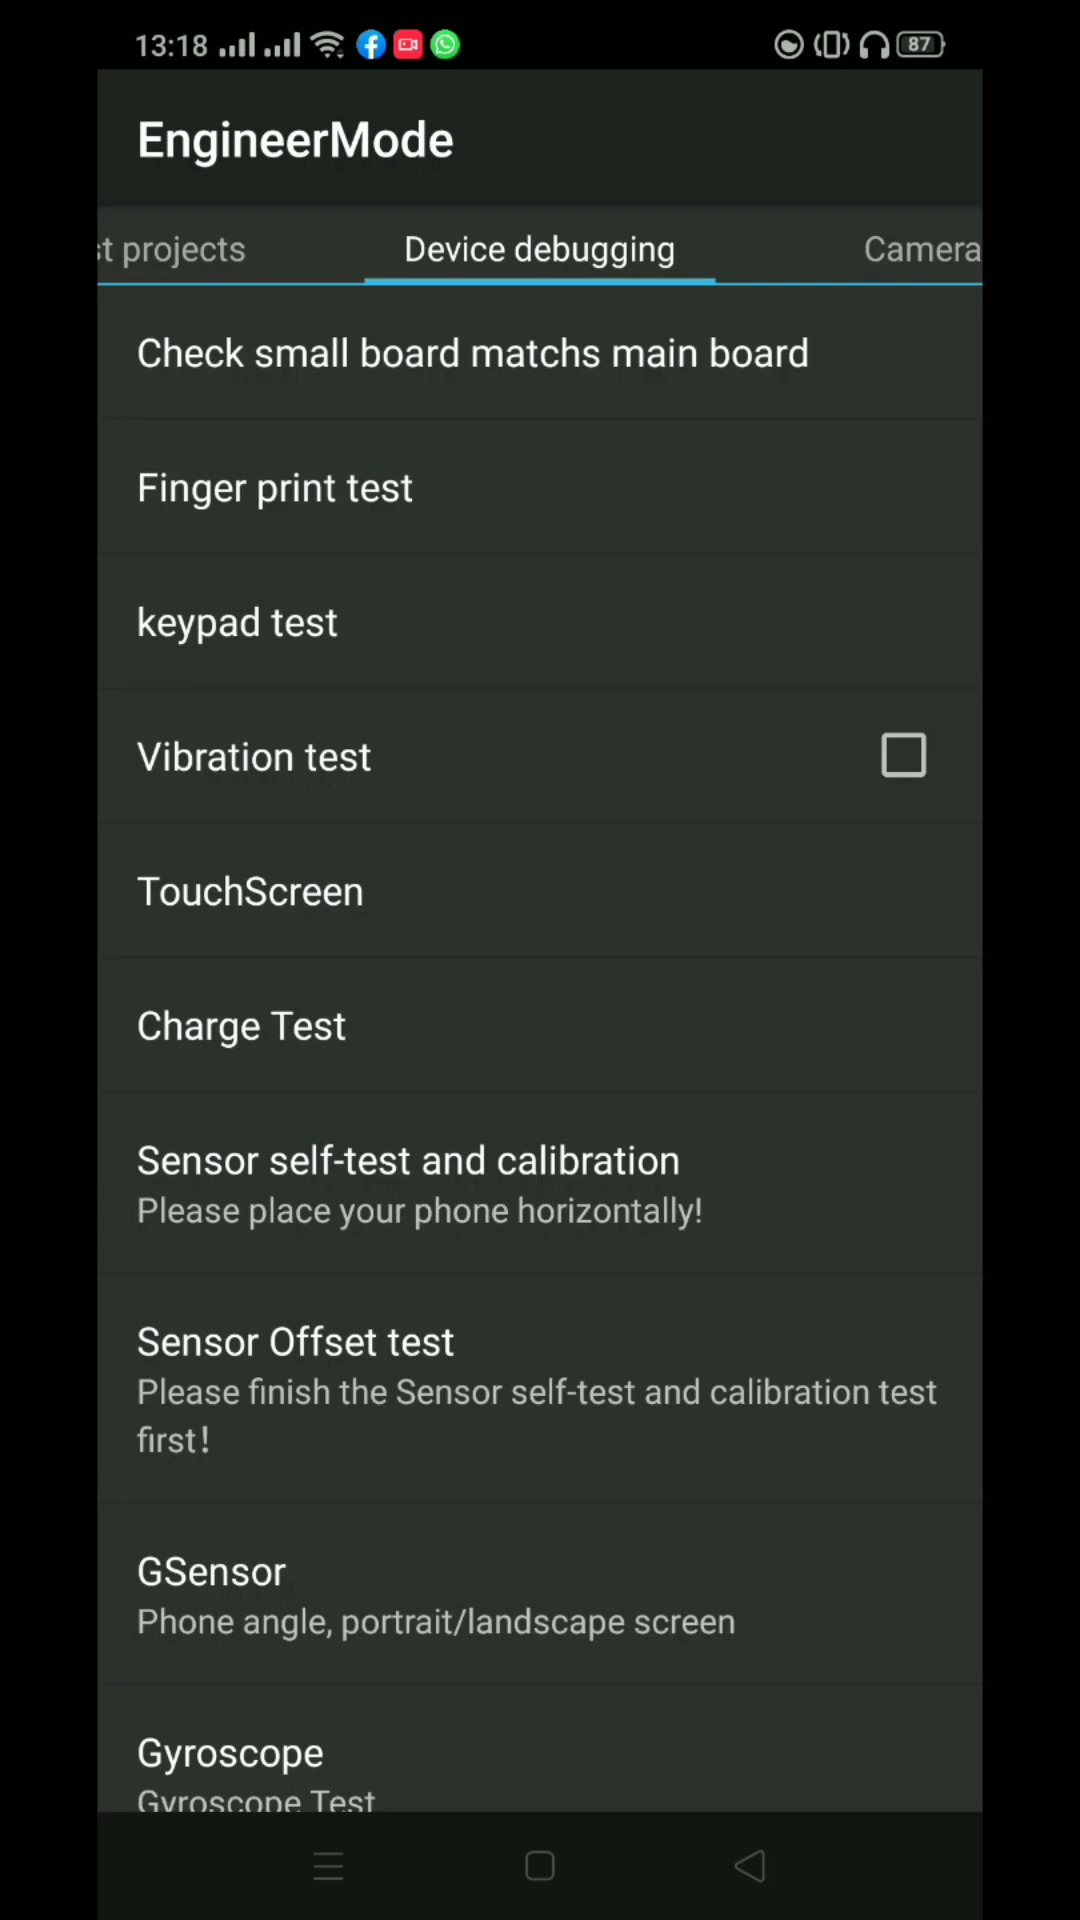 13:18
87
EngineerMode
st projects Device debugging Camera
Check small board matchs main board
Finger print test
keypad test
Vibration test
TouchScreen
Charge Test
Sensor self-test and calibration
Please place your phone horizontally!
Sensor Offset test
Please finish the Sensor self-test and calibration test
first!
GSensor
Phone angle, portrait/landscape screen
Gyroscope
Gyroscope Test